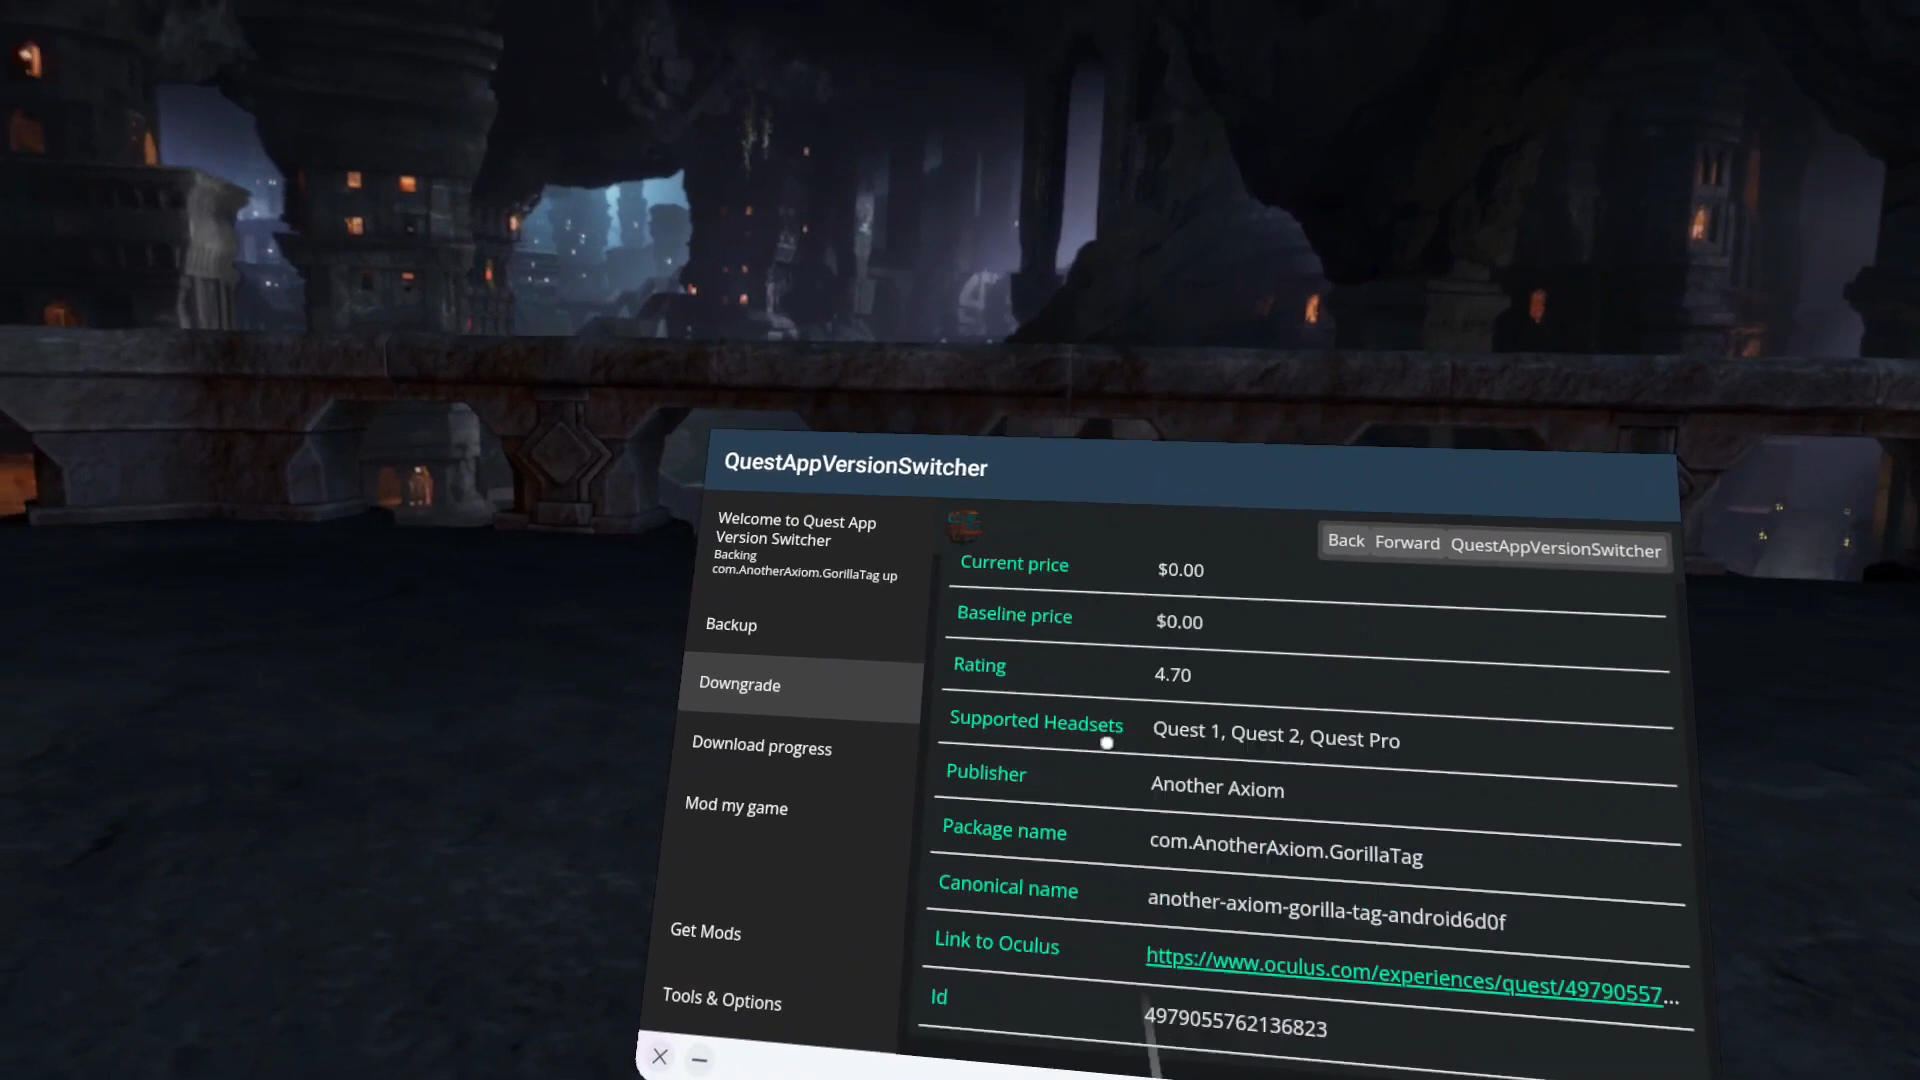 QuestAppVersionSwitcher
Welcome to Quest App
Version Switcher
Backing
com.AnotherAxiom.GorillaTag up
Backup
Downgrade
Download progress
Mod my game
Get Mods
Tools & Options
Back Forward QuestAppVersionSwitcher
Current price $0.00
Baseline price $0.00
Rating 4.70
Supported Headsets Quest 1, Quest 2, Quest Pro
Publisher Another Axiom
Package name com.AnotherAxiom.GorillaTag
Canonical name another-axiom-gorilla-tag-android6d0f
Link to Oculus https://www.oculus.com/experiences/quest/49790557...
Id 4979055762136823